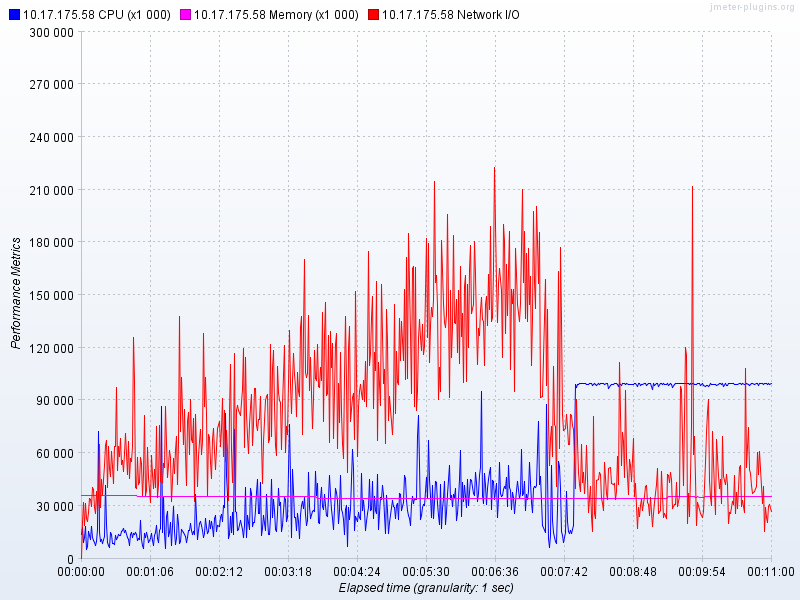 jmeter-plugins.org
10.17.175.58 CPU (x1 000) 10.17.175.58 Memory (x1 000) 10.17.175.58 Network I/O
300 000
270 000
240 000
210 000
180 000
150 000
120 000
90 000
60 000
30 000
0
Performance Metrics
00:00:00 00:01:06 00:02:12 00:03:18 00:04:24 00:05:30 00:06:36 00:07:42 00:08:48 00:09:54 00:11:00
Elapsed time (granularity: 1 sec)